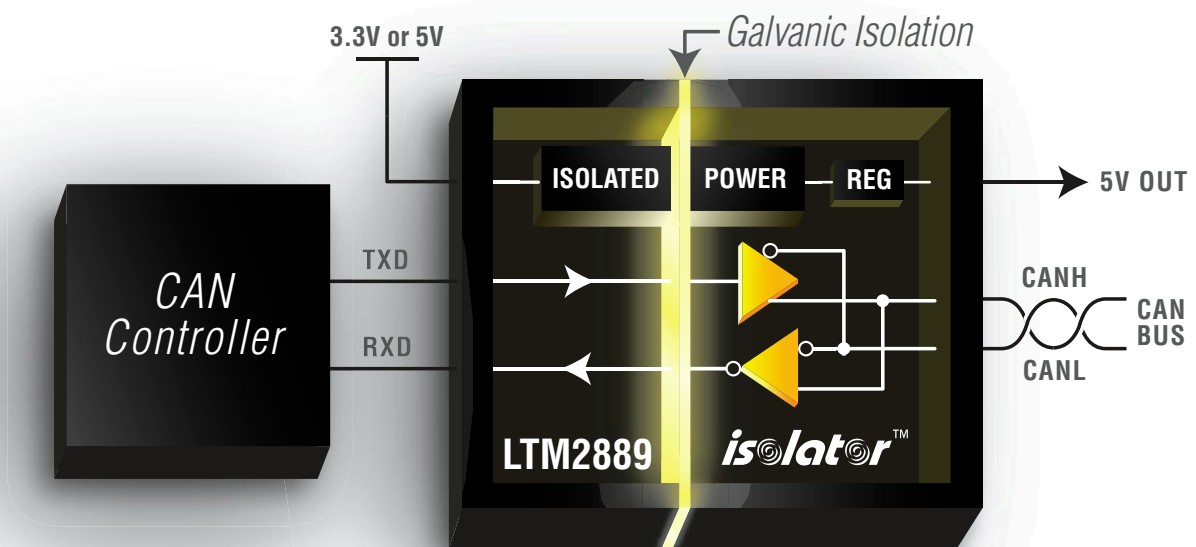 Galvanic Isolation
3.3V or 5V
ISOLATED POWER REG
5V OUT
CAN
Controller
TXD
RXD
CANH
CAN
BUS
CANL
LTM2889
isolator™